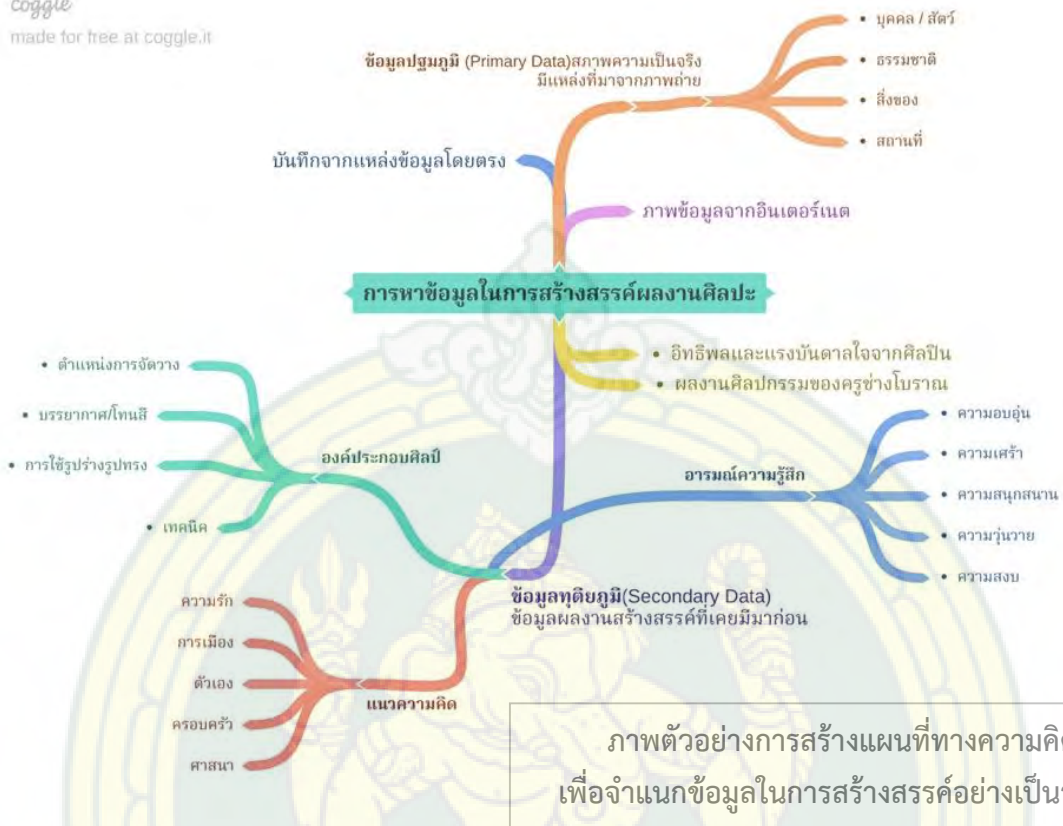 coggle
made for free at coggle.it
ข้อมูลปฐมภูมิ (Primary Data)สภาพความเป็นจริง
มีแหล่งที่มาจากภาพถ่าย
• บุคคล / สัตว์
• ธรรมชาติ
• สิ่งของ
• สถานที่
บันทึกจากแหล่งข้อมูลโดยตรง
ภาพข้อมูลจากอินเตอร์เนต
การหาข้อมูลในการสร้างสรรค์ผลงานศิลปะ
• อิทธิพลและแรงบันดาลใจจากศิลปิน
• ผลงานศิลปกรรมของครูช่างโบราณ
• ตำแหน่งการจัดวาง
• บรรยากาศ/โทนสี
• การใช้รูปร่างรูปทรง
• เทคนิค
องค์ประกอบศิลป์
อารมณ์ความรู้สึก
• ความอบอุ่น
• ความเศร้า
• ความสนุกสนาน
• ความวุ่นวาย
• ความสงบ
ข้อมูลทุติยภูมิ(Secondary Data)
ข้อมูลผลงานสร้างสรรค์ที่เคยมีมาก่อน
ความรัก
การเมือง
ตัวเอง
ครอบครัว
ศาสนา
แนวความคิด
ภาพตัวอย่างการสร้างแผนที่ทางความคิด
เพื่อจำแนกข้อมูลในการสร้างสรรค์อย่างเป็น